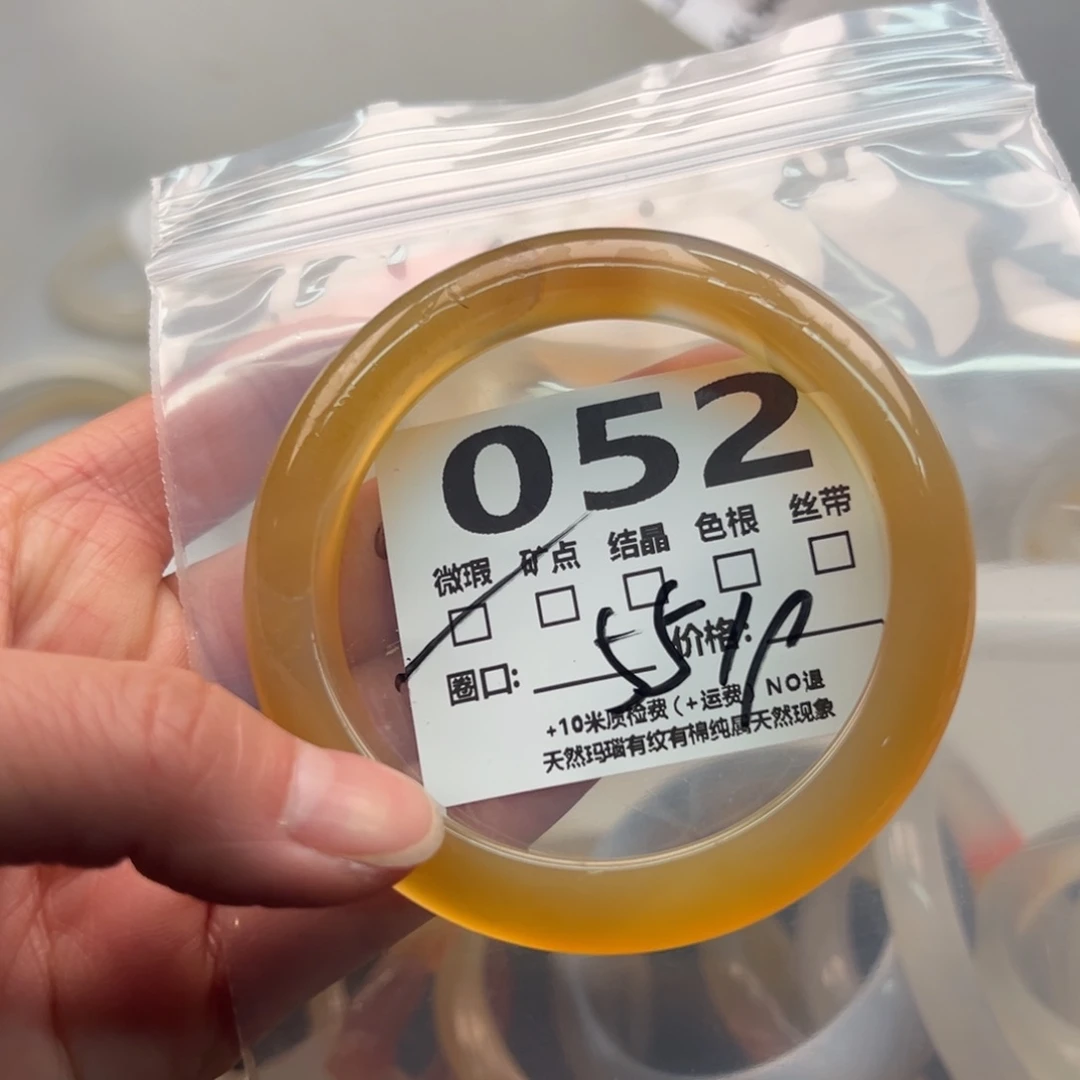 052
微瑕 矿点 结晶 色根 丝带
圈口: 价格:
55
+10米质检费(+运费)NO退
天然玛瑙有纹有棉纯属天然现象